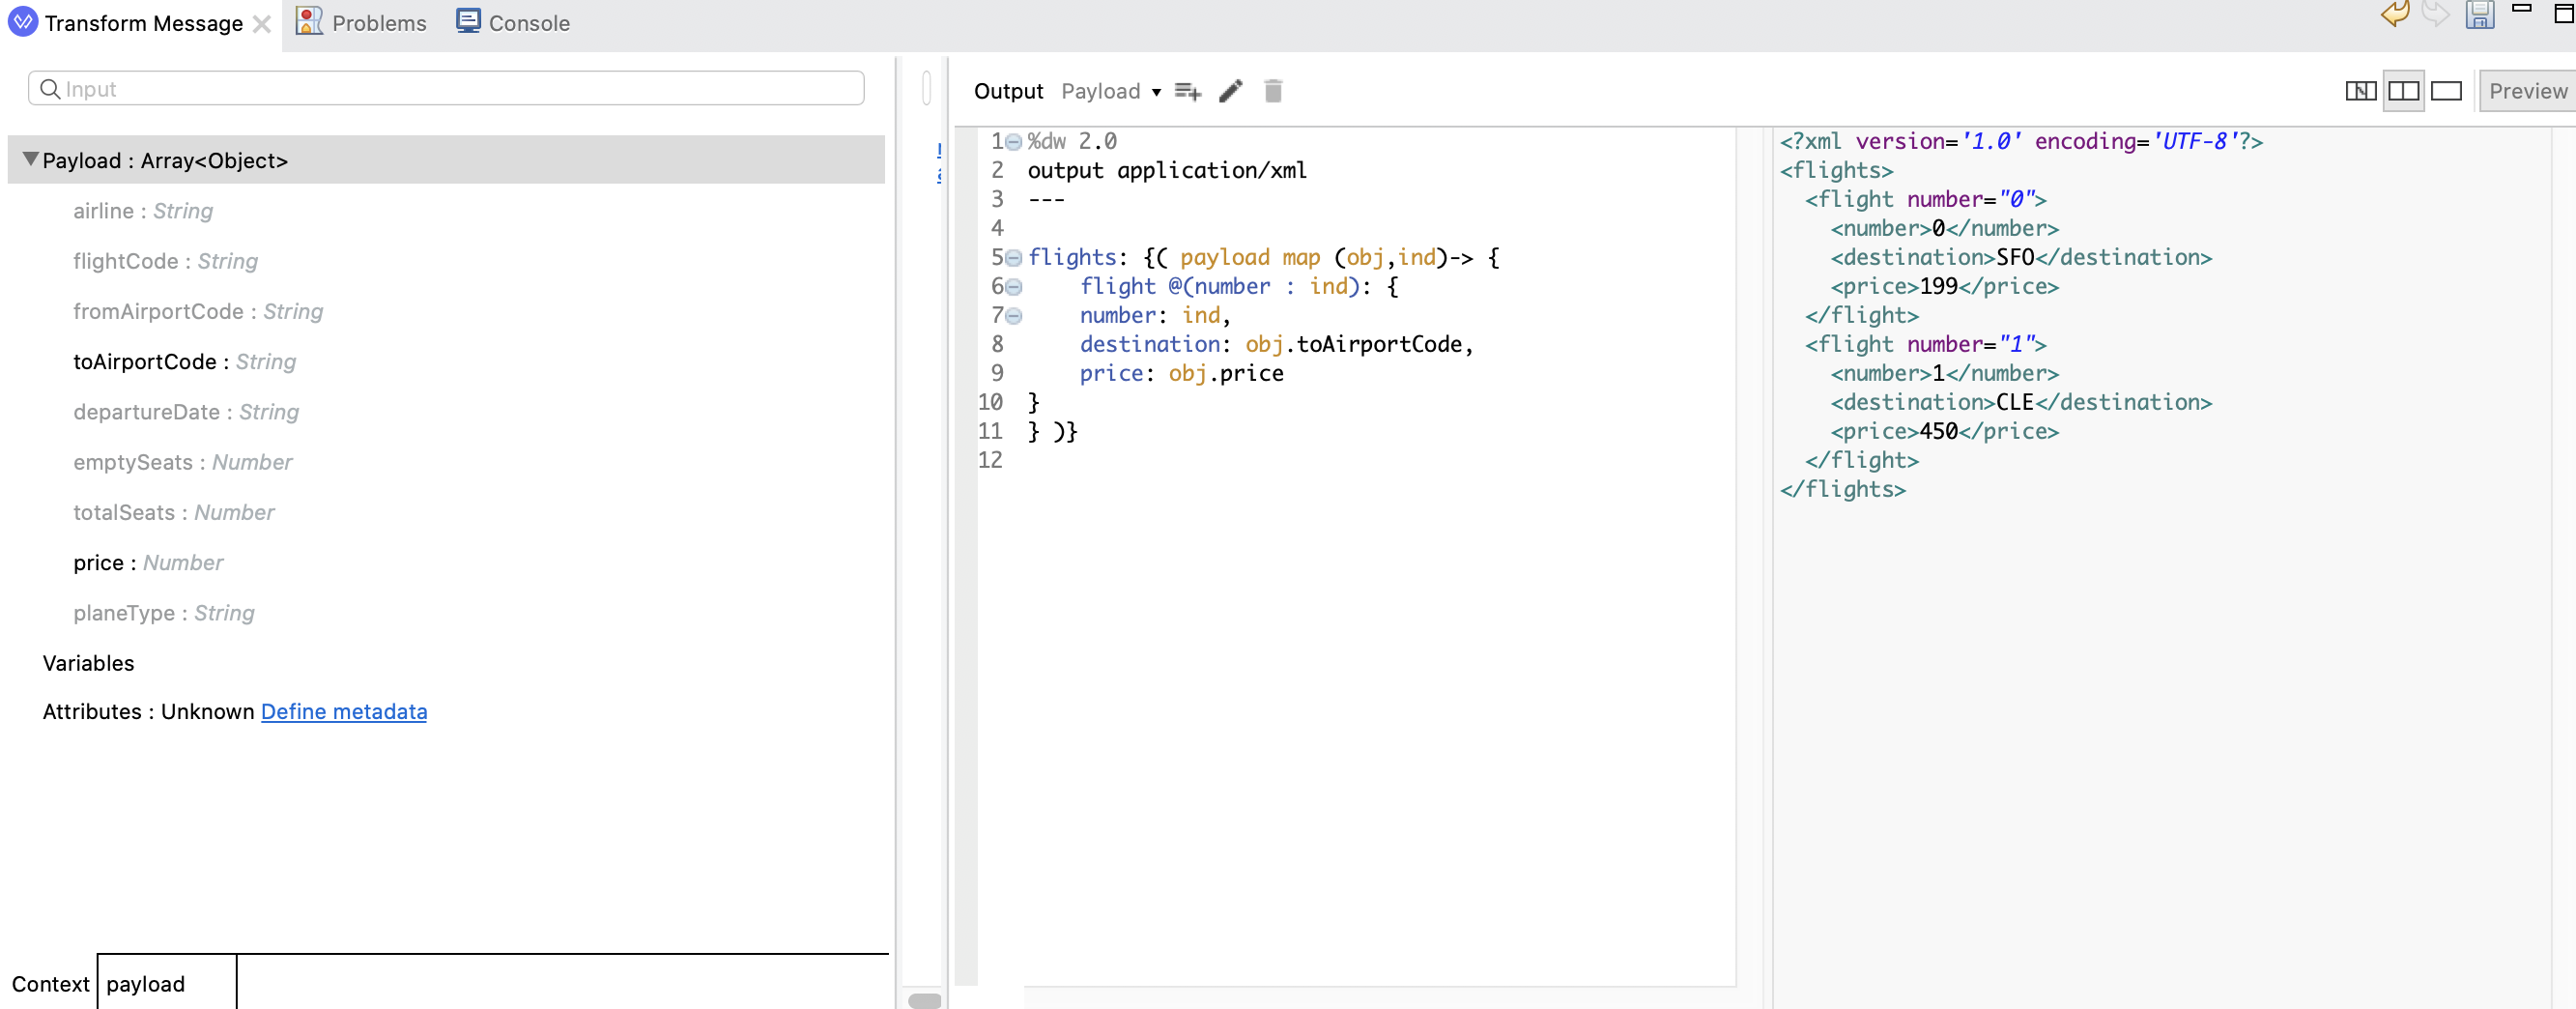 Transform Message
Problems
Console
Input
Payload : Array<Object>
airline : String
flightCode : String
fromAirportCode : String
toAirportCode : String
departureDate : String
emptySeats : Number
totalSeats : Number
price : Number
planeType : String
Variables
Attributes : Unknown Define metadata
Context payload
Output Payload
Preview
1 %dw 2.0
2 output application/xml
3 ---
4
5 flights: {( payload map (obj,ind)-> {
6 flight @(number : ind): {
7 number: ind,
8 destination: obj.toAirportCode,
9 price: obj.price
10 }
11 } )}
12
<?xml version='1.0' encoding='UTF-8'?>
<flights>
<flight number="0">
<number>0</number>
<destination>SFO</destination>
<price>199</price>
</flight>
<flight number="1">
<number>1</number>
<destination>CLE</destination>
<price>450</price>
</flight>
</flights>